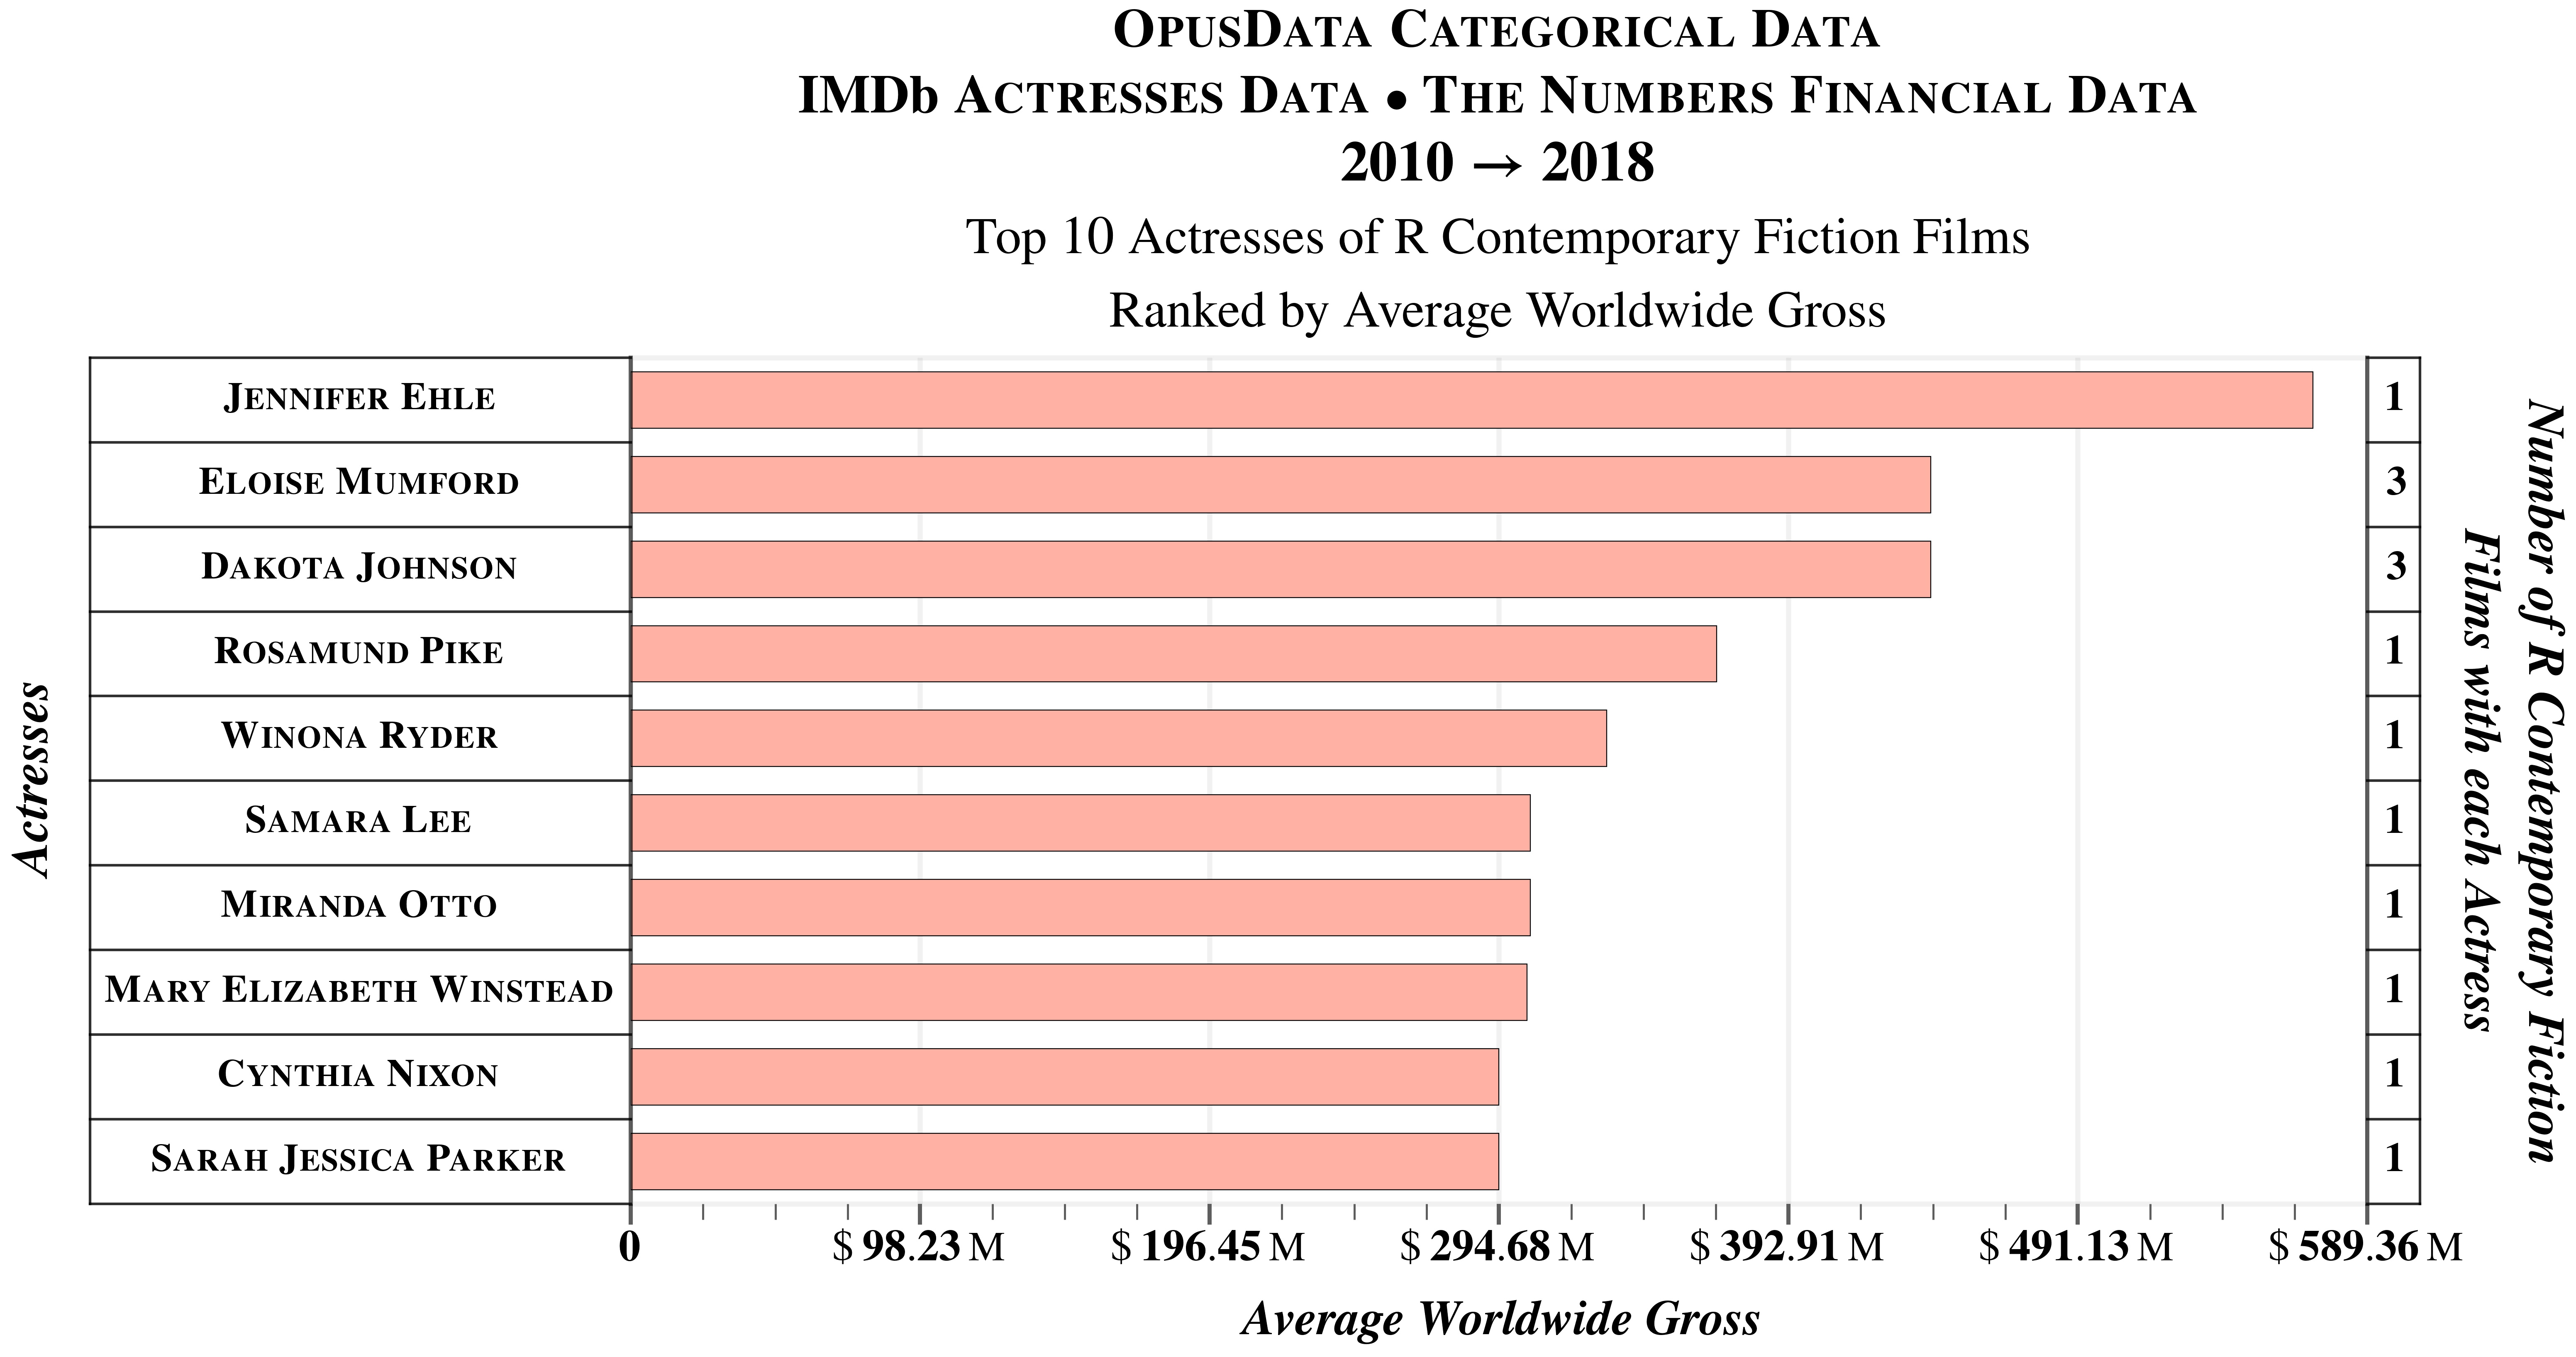 OpusData Categorical Data
IMDb Actresses Data • The Numbers Financial Data
2010 → 2018
Top 10 Actresses of R Contemporary Fiction Films
Ranked by Average Worldwide Gross
Actresses
Jennifer Ehle 1
Eloise Mumford 3
Dakota Johnson 3
Rosamund Pike 1
Winona Ryder 1
Samara Lee 1
Miranda Otto 1
Mary Elizabeth Winstead 1
Cynthia Nixon 1
Sarah Jessica Parker 1
0 $ 98.23 M $ 196.45 M $ 294.68 M $ 392.91 M $ 491.13 M $ 589.36 M
Average Worldwide Gross
Number of R Contemporary Fiction
Films with each Actress